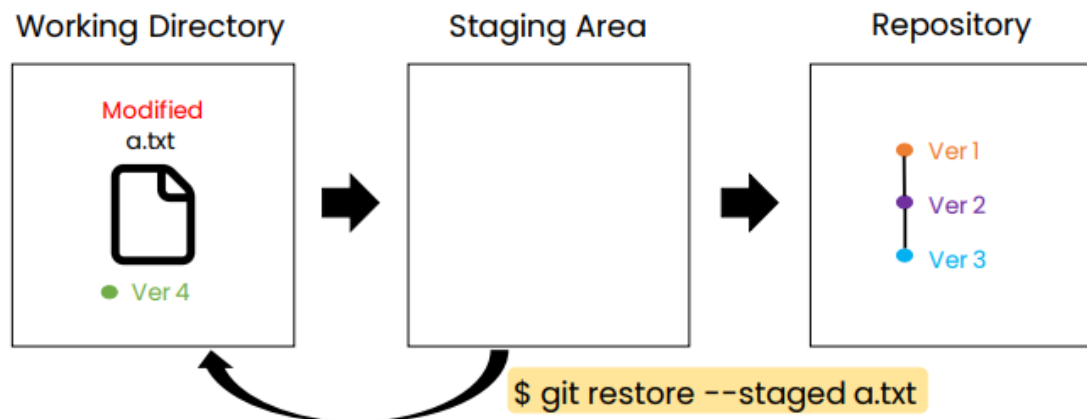 Working Directory
Staging Area
Repository
Modified
a.txt
Ver 4
Ver 1
Ver 2
Ver 3
$ git restore --staged a.txt